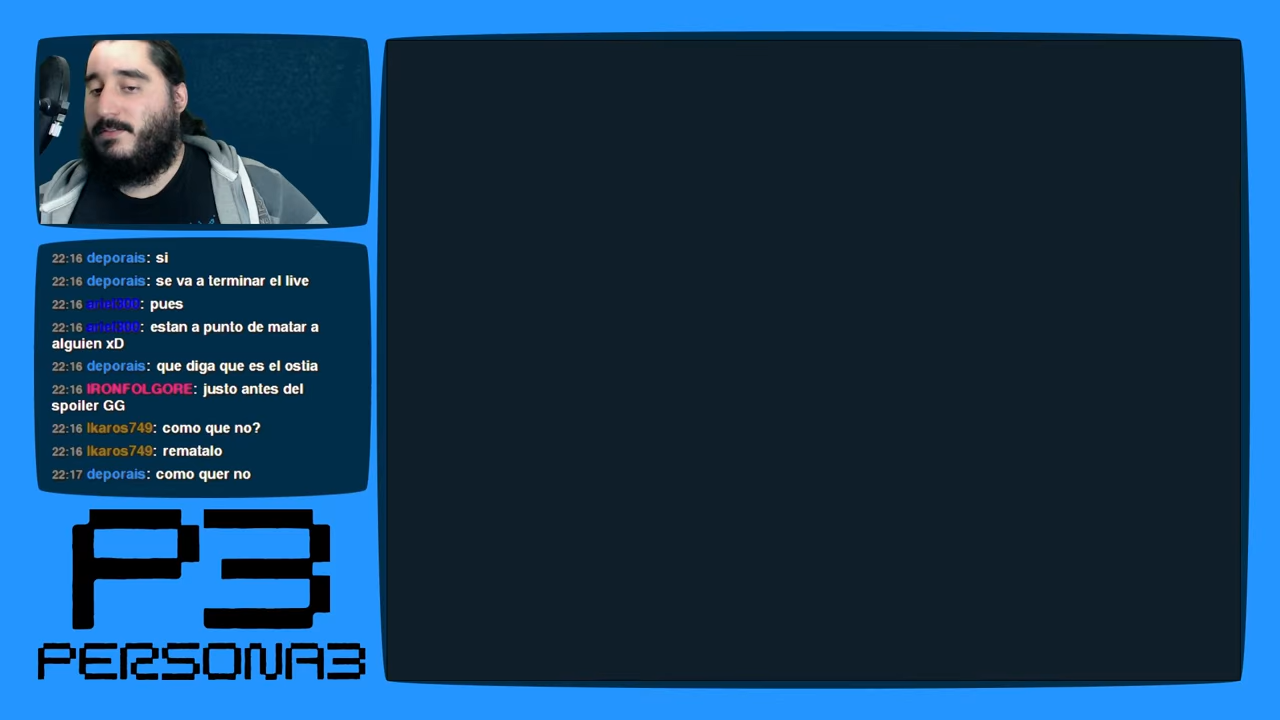 22:16 deporais: si
22:16 deporais: se va a terminar el live
22:16 ariel300: pues
22:16 ariel300: estan a punto de matar a
alguien xD
22:16 deporais: que diga que es el ostia
22:16 IRONFOLGORE: justo antes del
spoiler GG
22:16 Ikaros749: como que no?
22:16 Ikaros749: rematalo
22:17 deporais: como quer no
P3
PERSONA3